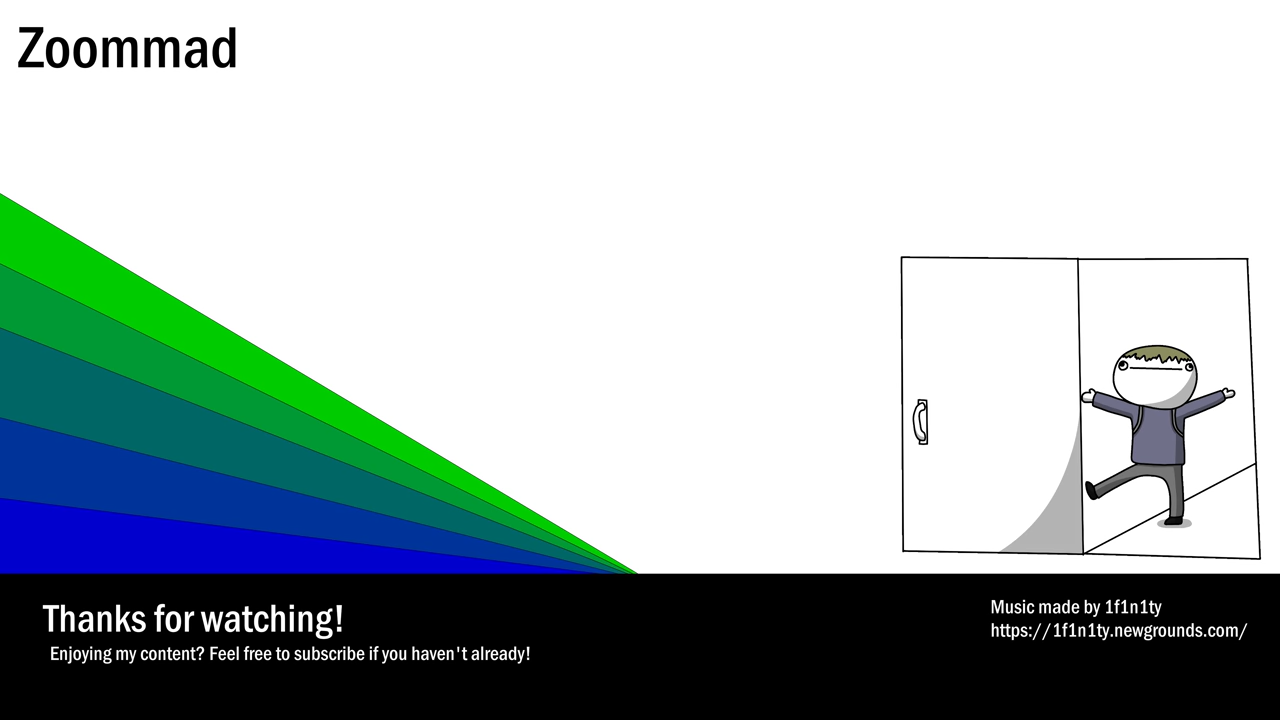 Zoommad
Thanks for watching!
Enjoying my content? Feel free to subscribe if you haven't already!
Music made by 1f1n1ty
https://1f1n1ty.newgrounds.com/